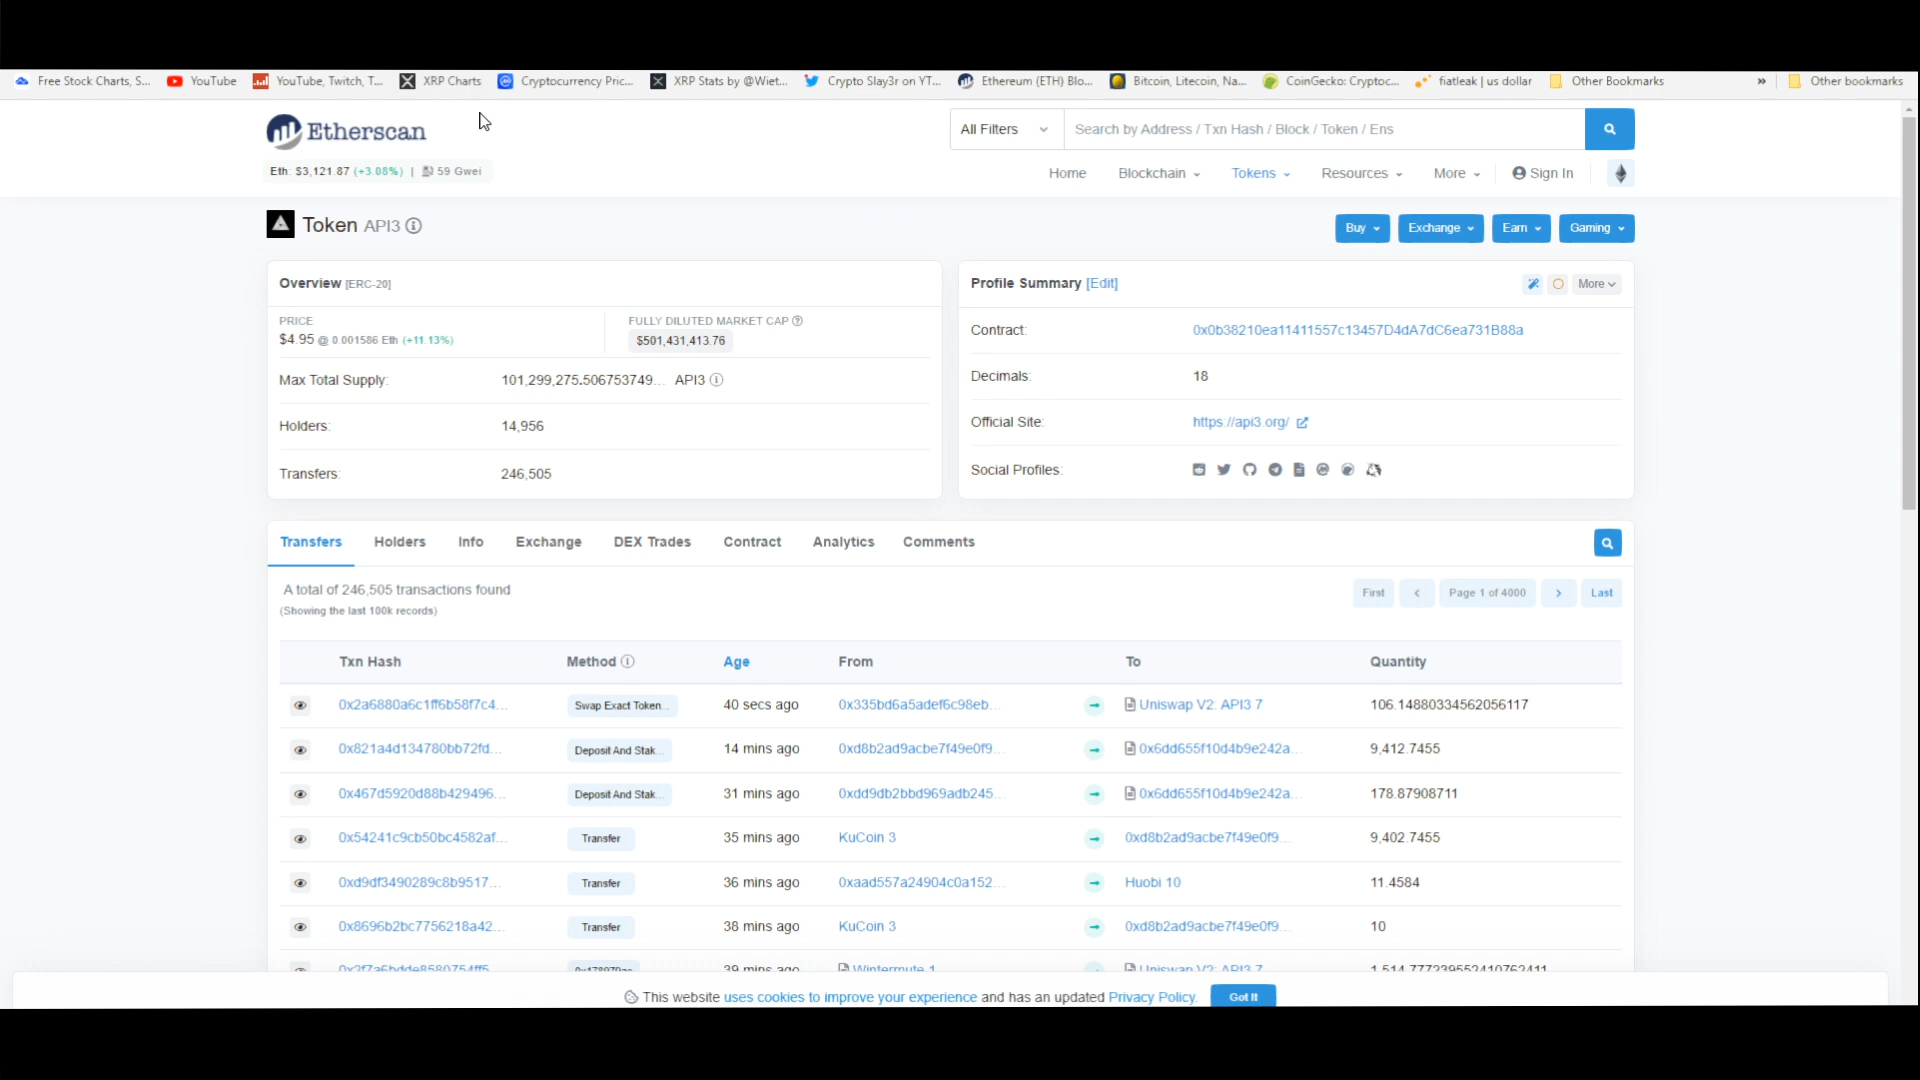 Free Stock Charts, S... YouTube YouTube, Twitch, T... XRP Charts Cryptocurrency Pric... XRP Stats by @Wiet... Crypto Slay3r on YT... Ethereum (ETH) Blo... Bitcoin, Litecoin, Na... CoinGecko: Cryptoc... fiatleak | us dollar Other Bookmarks » Other bookmarks
Etherscan
All Filters Search by Address / Txn Hash / Block / Token / Ens
Eth: $3,121.87 (+3.08%) | 59 Gwei
Home Blockchain Tokens Resources More Sign In
Token API3
Buy Exchange Earn Gaming
Overview [ERC-20]
PRICE
$4.95 @ 0.001586 Eth (+11.13%)
FULLY DILUTED MARKET CAP
$501,431,413.76
Max Total Supply: 101,299,275.506753749... API3
Holders: 14,956
Transfers: 246,505
Profile Summary [Edit]
More
Contract: 0x0b38210ea11411557c13457D4dA7dC6ea731B88a
Decimals: 18
Official Site: https://api3.org/
Social Profiles:
Transfers Holders Info Exchange DEX Trades Contract Analytics Comments
A total of 246,505 transactions found
(Showing the last 100k records)
First Page 1 of 4000 Last
Txn Hash Method Age From To Quantity
0x2a6880a6c1ff6b58f7c4... Swap Exact Token... 40 secs ago 0x335bd6a5adef6c98eb... Uniswap V2: API3 7 106.14880334562056117
0x821a4d134780bb72fd... Deposit And Stak... 14 mins ago 0xd8b2ad9acbe7f49e0f9... 0x6dd655f10d4b9e242a... 9,412.7455
0x467d5920d88b429496... Deposit And Stak... 31 mins ago 0xdd9db2bbd969adb245... 0x6dd655f10d4b9e242a... 178.87908711
0x54241c9cb50bc4582af... Transfer 35 mins ago KuCoin 3 0xd8b2ad9acbe7f49e0f9... 9,402.7455
0xd9df3490289c8b9517... Transfer 36 mins ago 0xaad557a24904c0a152... Huobi 10 11.4584
0x8696b2bc7756218a42... Transfer 38 mins ago KuCoin 3 0xd8b2ad9acbe7f49e0f9... 10
39 mins ago Wintermute 1 Uniswap V2: API3 7
This website uses cookies to improve your experience and has an updated Privacy Policy. Got It